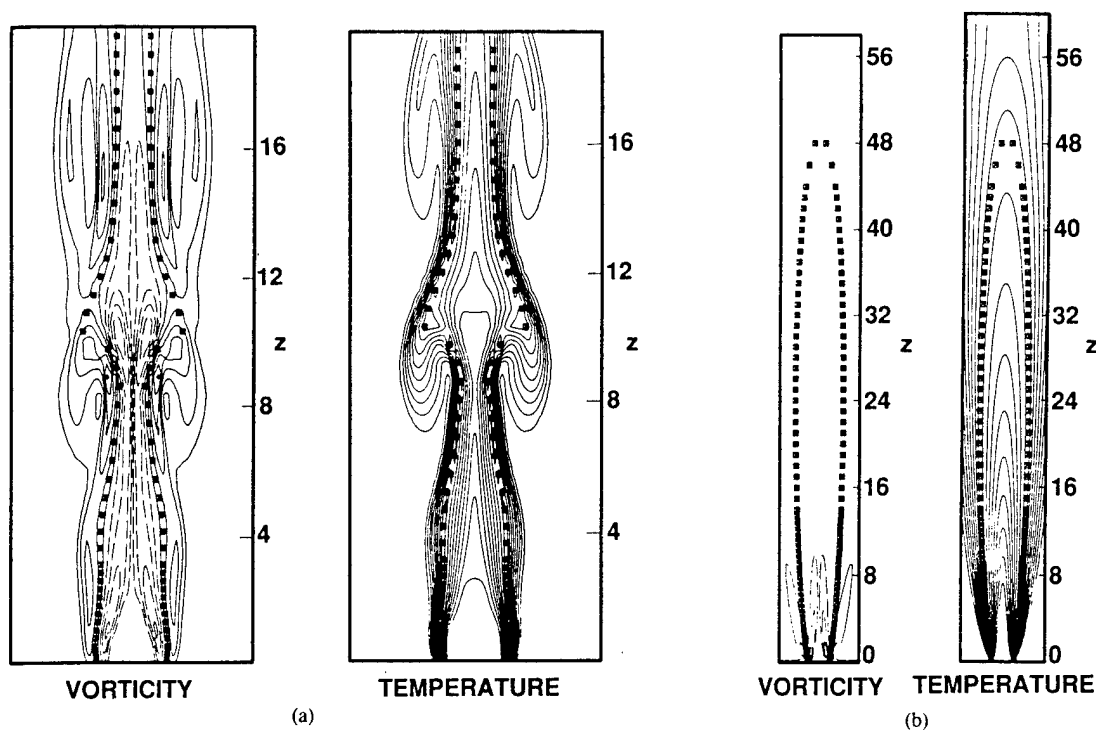 16
12
z
8
4
VORTICITY
16
12
z
8
4
TEMPERATURE
(a)
56
48
40
32
z
24
16
8
0
VORTICITY
56
48
40
32
z
24
16
8
0
TEMPERATURE
(b)